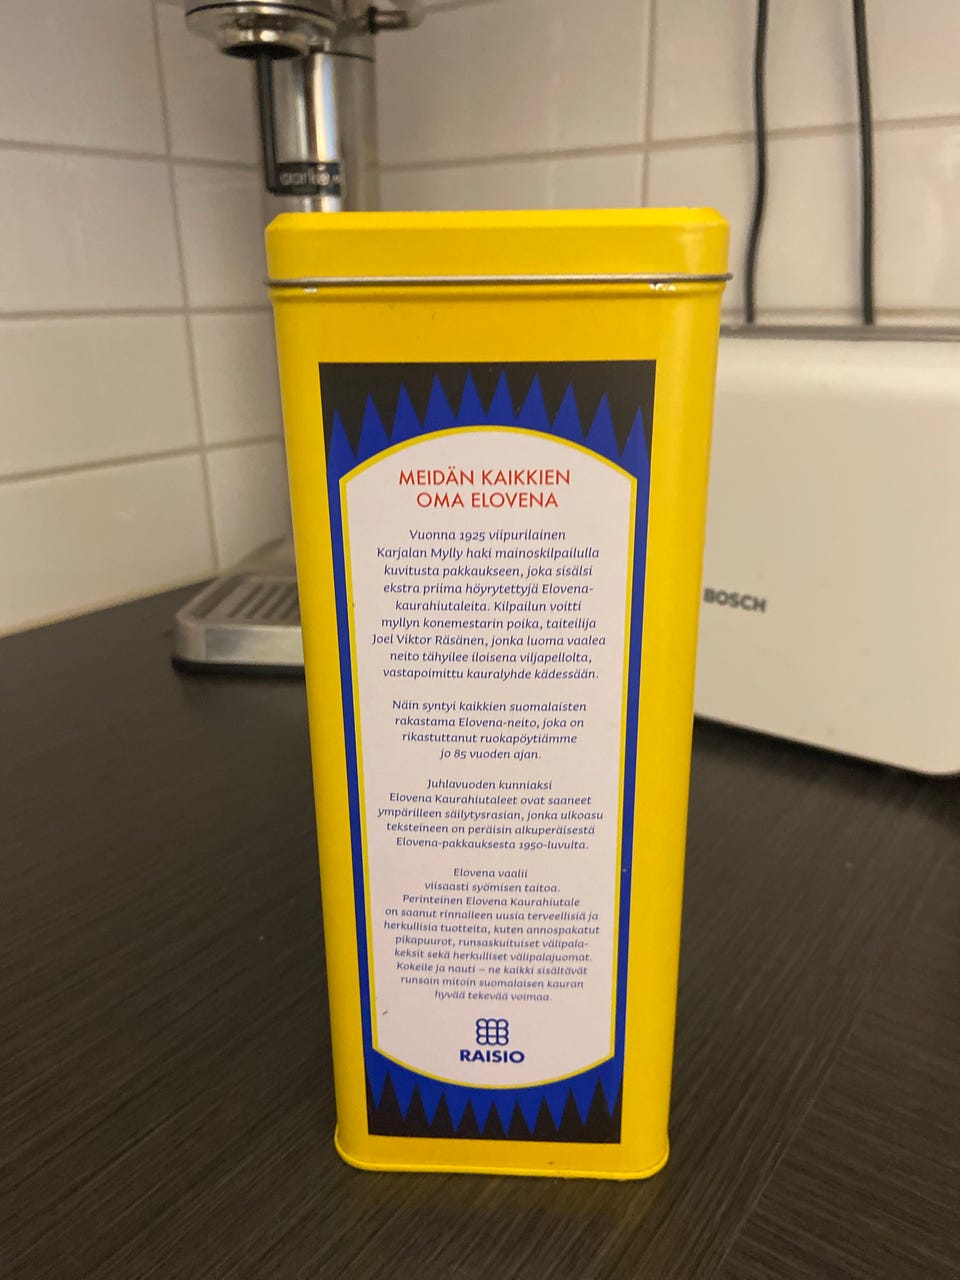 MEIDÄN KAIKKIEN
OMA ELOVENA
Vuonna 1925 viipurilainen
Karjalan Mylly haki mainoskilpailulla
kuvitusta pakkaukseen, joka sisälsi
ekstra priima höyrytettyjä Elovena-
kaurahiutaleita. Kilpailun voitti
myllyn konemestarin poika, taiteilija
Joel Viktor Räsänen, jonka luoma vaalea
neito tähyilee iloisena viljapellolta,
vastapoimittu kauralyhde kädessään.
Näin syntyi kaikkien suomalaisten
rakastama Elovena-neito, joka on
rikastuttanut ruokapöytiämme
jo 85 vuoden ajan.
Juhlavuoden kunniaksi
Elovena Kaurahiutaleet ovat saaneet
ympärilleen säilytysrasian, jonka ulkoasu
teksteineen on peräisin alkuperäisestä
Elovena-pakkauksesta 1950-luvulta.
Elovena vaalii
viisaasti syömisen taitoa.
Perinteinen Elovena Kaurahiutale
on saanut rinnalleen uusia terveellisiä ja
herkullisia tuotteita, kuten annospakatut
pikapuurot, runsaskuituiset välipala-
keksit sekä herkulliset välipalajuomat.
Kokeile ja nauti – ne kaikki sisältävät
runsain mitoin suomalaisen kauran
hyvää tekevää voimaa.
RAISIO
BOSCH